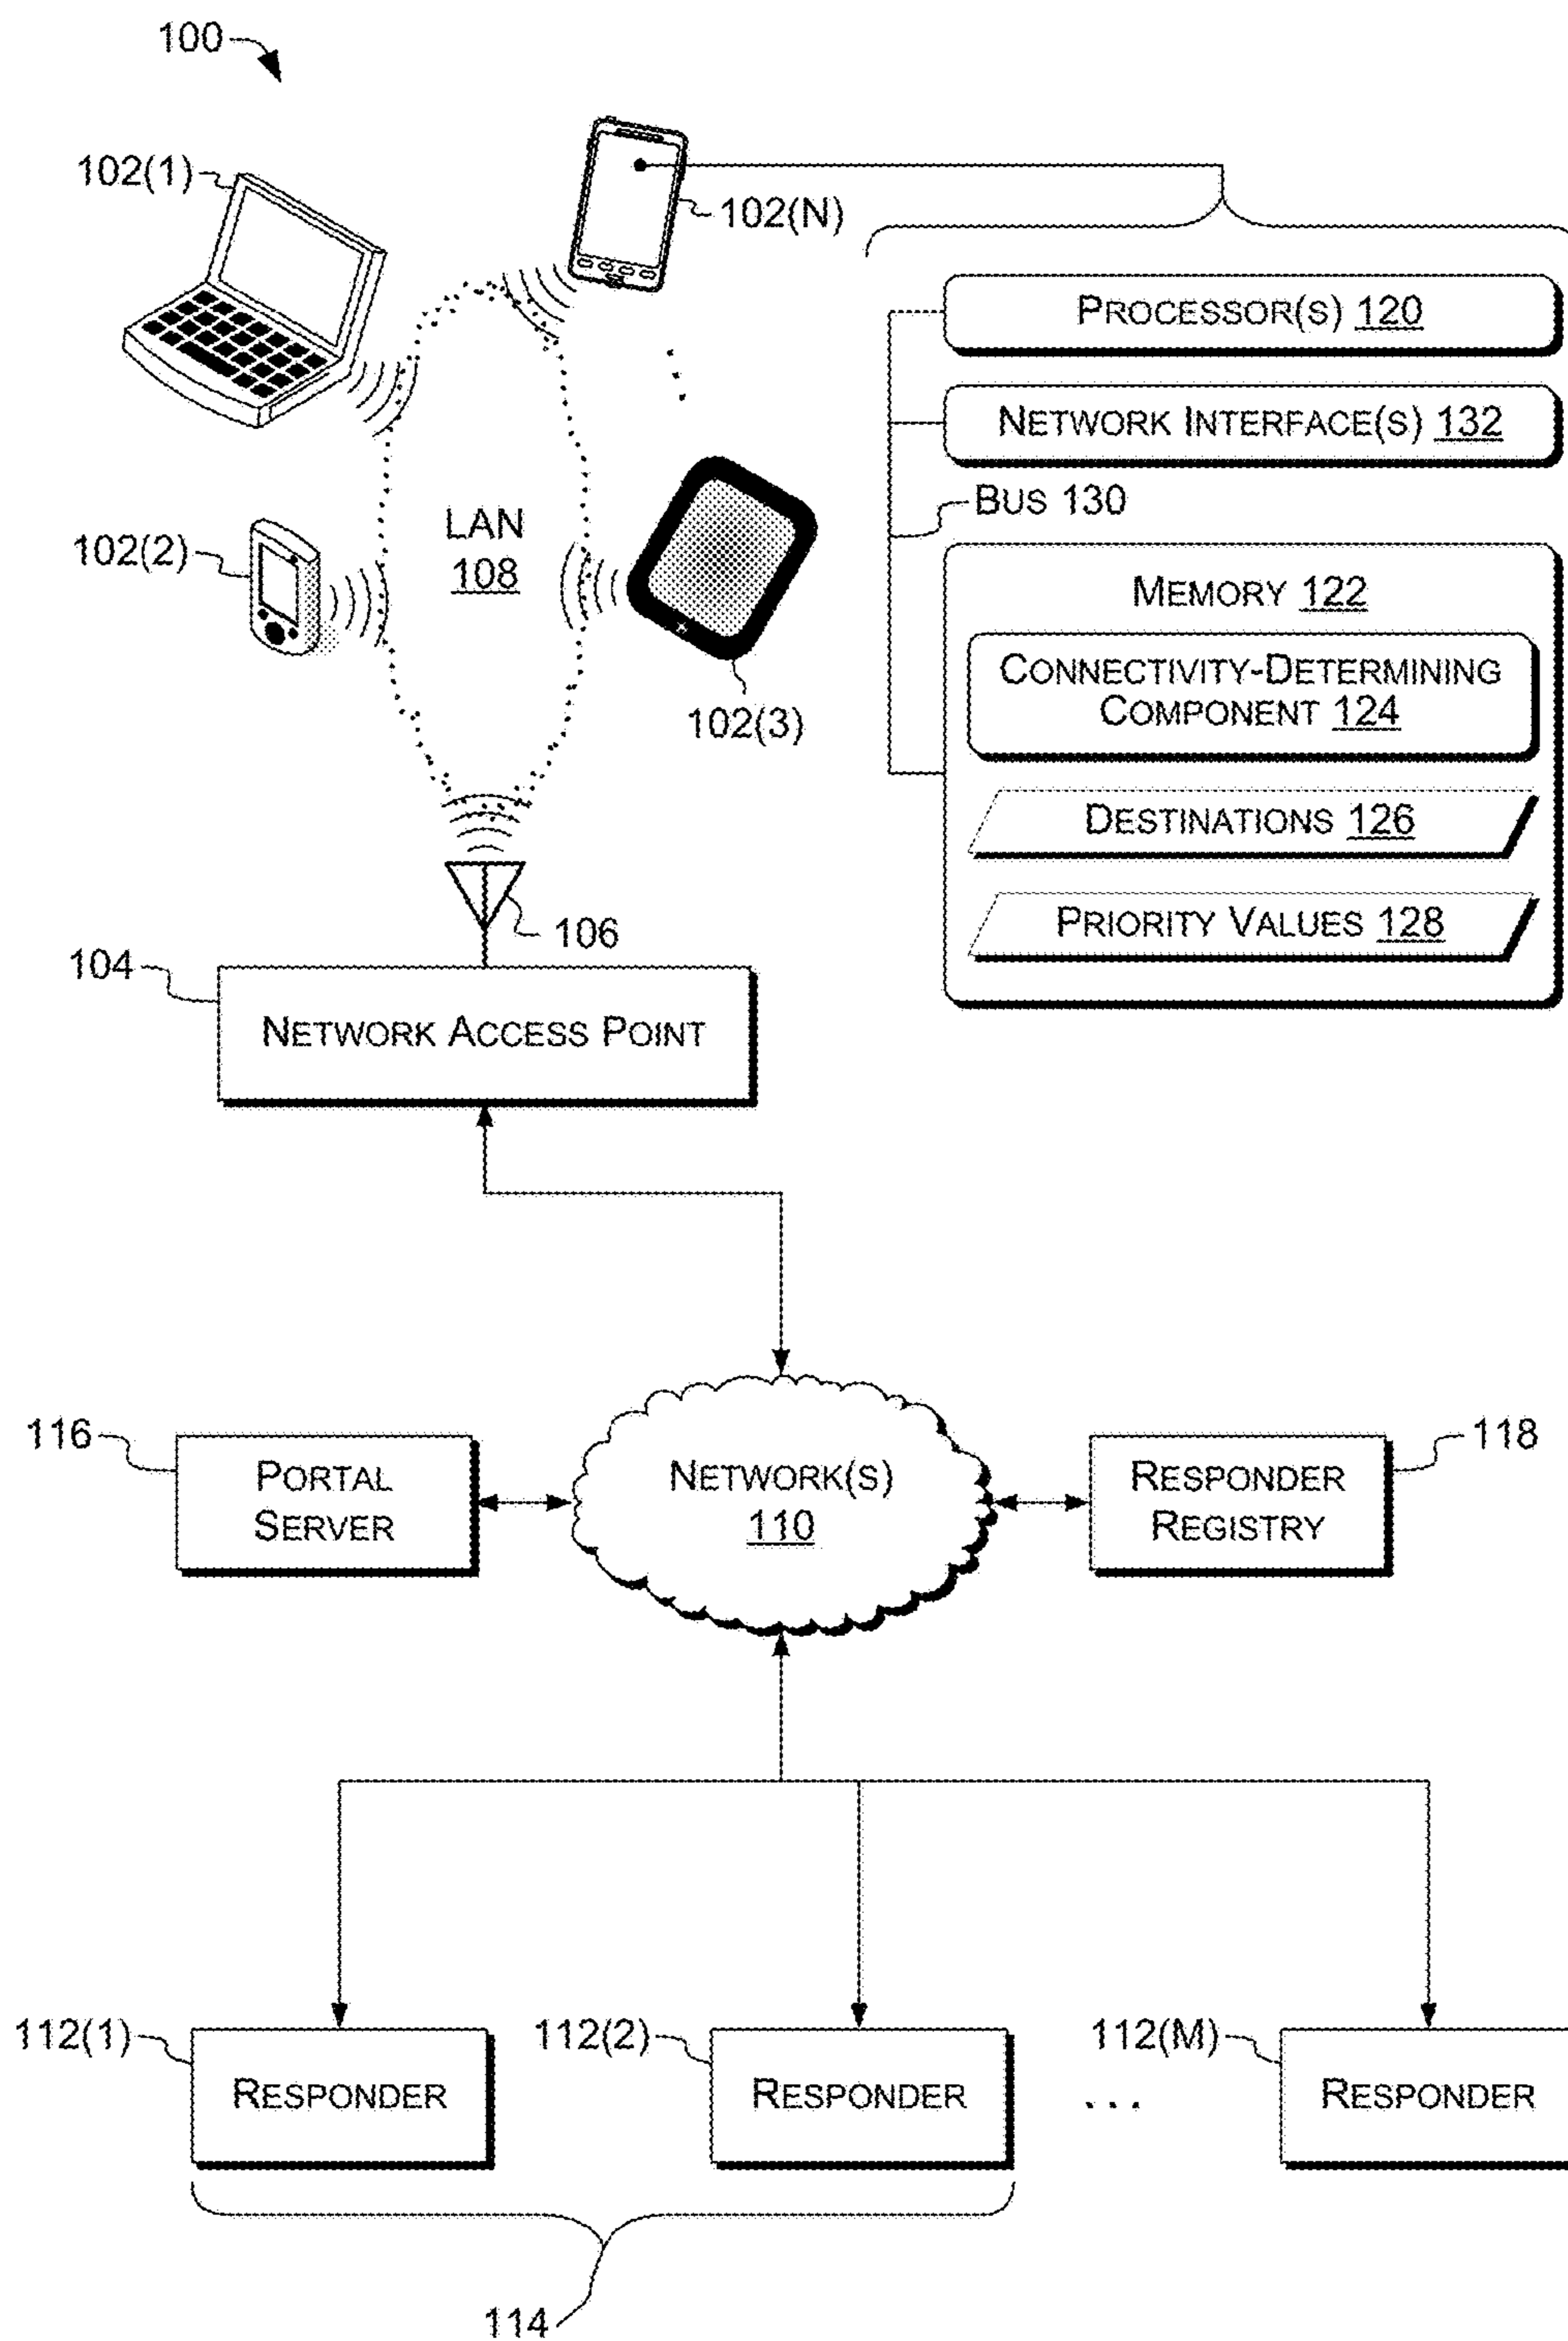 100
102(1)
102(N)
PROCESSOR(S) 120
NETWORK INTERFACE(S) 132
BUS 130
LAN
108
102(2)
102(3)
MEMORY 122
CONNECTIVITY-DETERMINING
COMPONENT 124
DESTINATIONS 126
PRIORITY VALUES 128
106
104
NETWORK ACCESS POINT
116
PORTAL
SERVER
NETWORK(S)
110
118
RESPONDER
REGISTRY
112(1)
RESPONDER
112(2)
RESPONDER
...
112(M)
RESPONDER
114